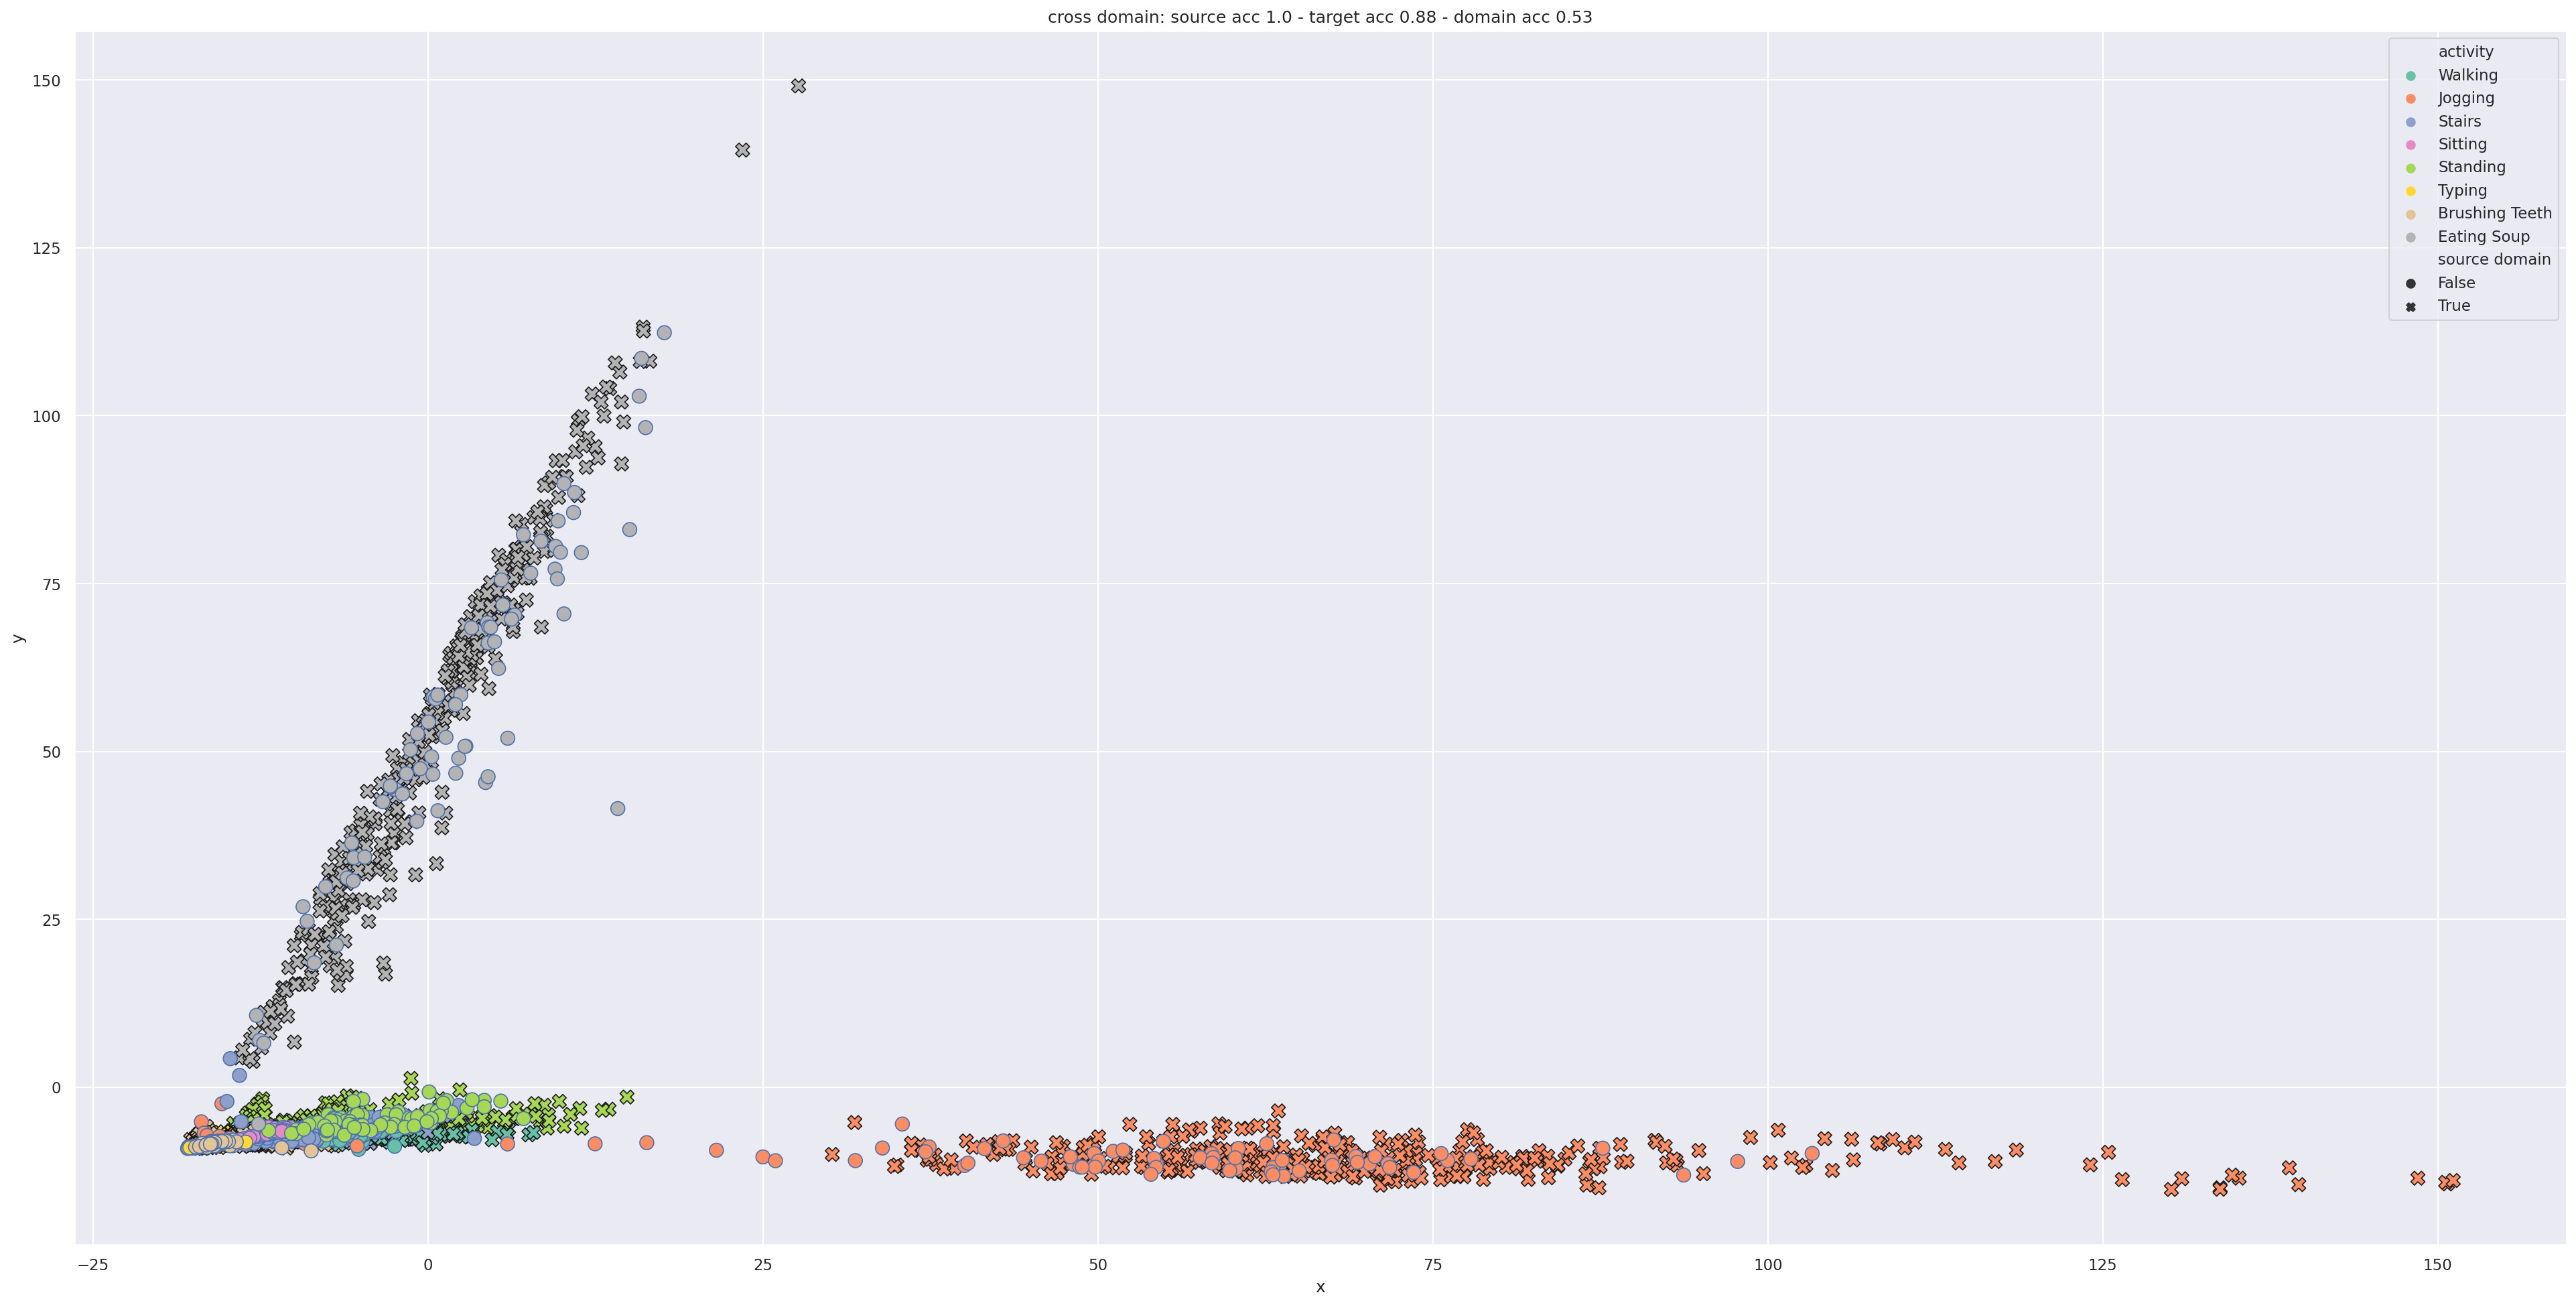 cross domain: source acc 1.0 - target acc 0.88 - domain acc 0.53
activity
Walking
Jogging
Stairs
Sitting
Standing
Typing
Brushing Teeth
Eating Soup
source domain
False
True
150
125
100
75
50
25
0
y
−25
0
25
50
75
100
125
150
x